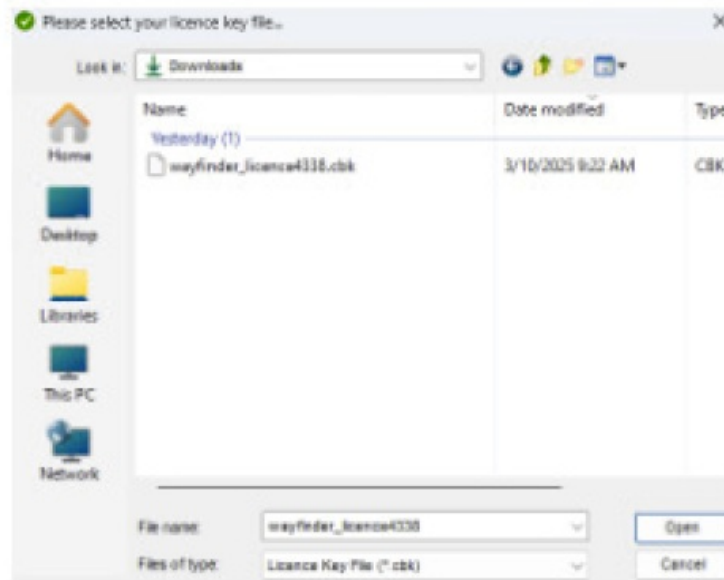 Please select your licence key file...
Look in: Downloads
Name Date modified Type
Yesterday (1)
wayfinder_licence4338.cbk 3/10/2025 9:22 AM CBK
Home
Desktop
Libraries
This PC
Network
File name: wayfinder_licence4338 Open
Files of type: Licence Key File (*.cbk) Cancel